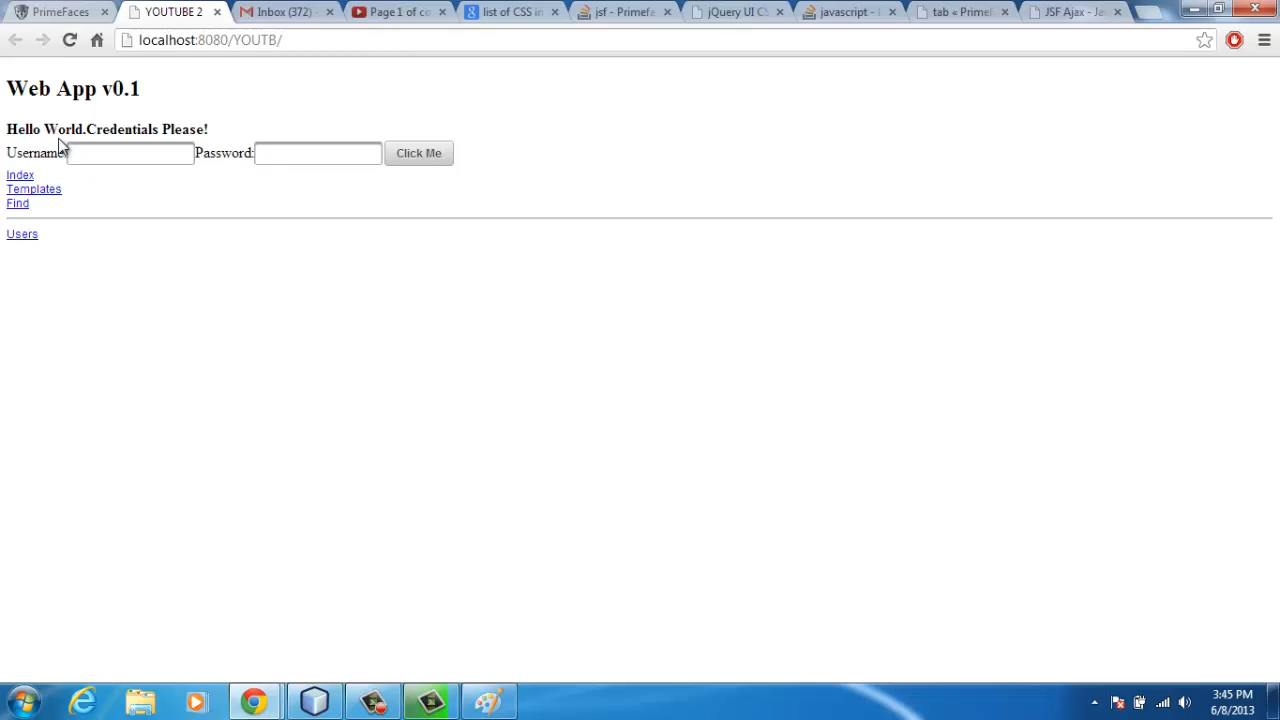 PrimeFaces
YOUTUBE 2
Inbox (372) -
Page 1 of co
list of CSS in
jsf - Primefa
jQuery UI CS
javascript -
tab « Primef
JSF Ajax - Ja
localhost:8080/YOUTB/
Web App v0.1
Hello World.Credentials Please!
Username: Password: Click Me
Index
Templates
Find
Users
3:45 PM
6/8/2013